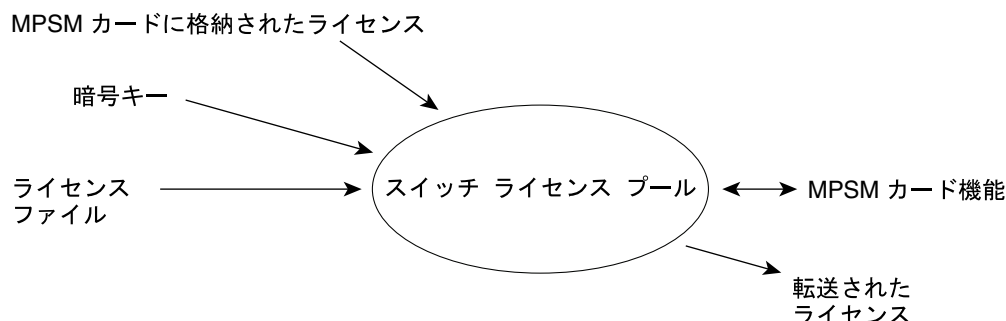 MPSM カードに格納されたライセンス
暗号キー
ライセンス
ファイル
スイッチ ライセンス プール
MPSM カード機能
転送された
ライセンス